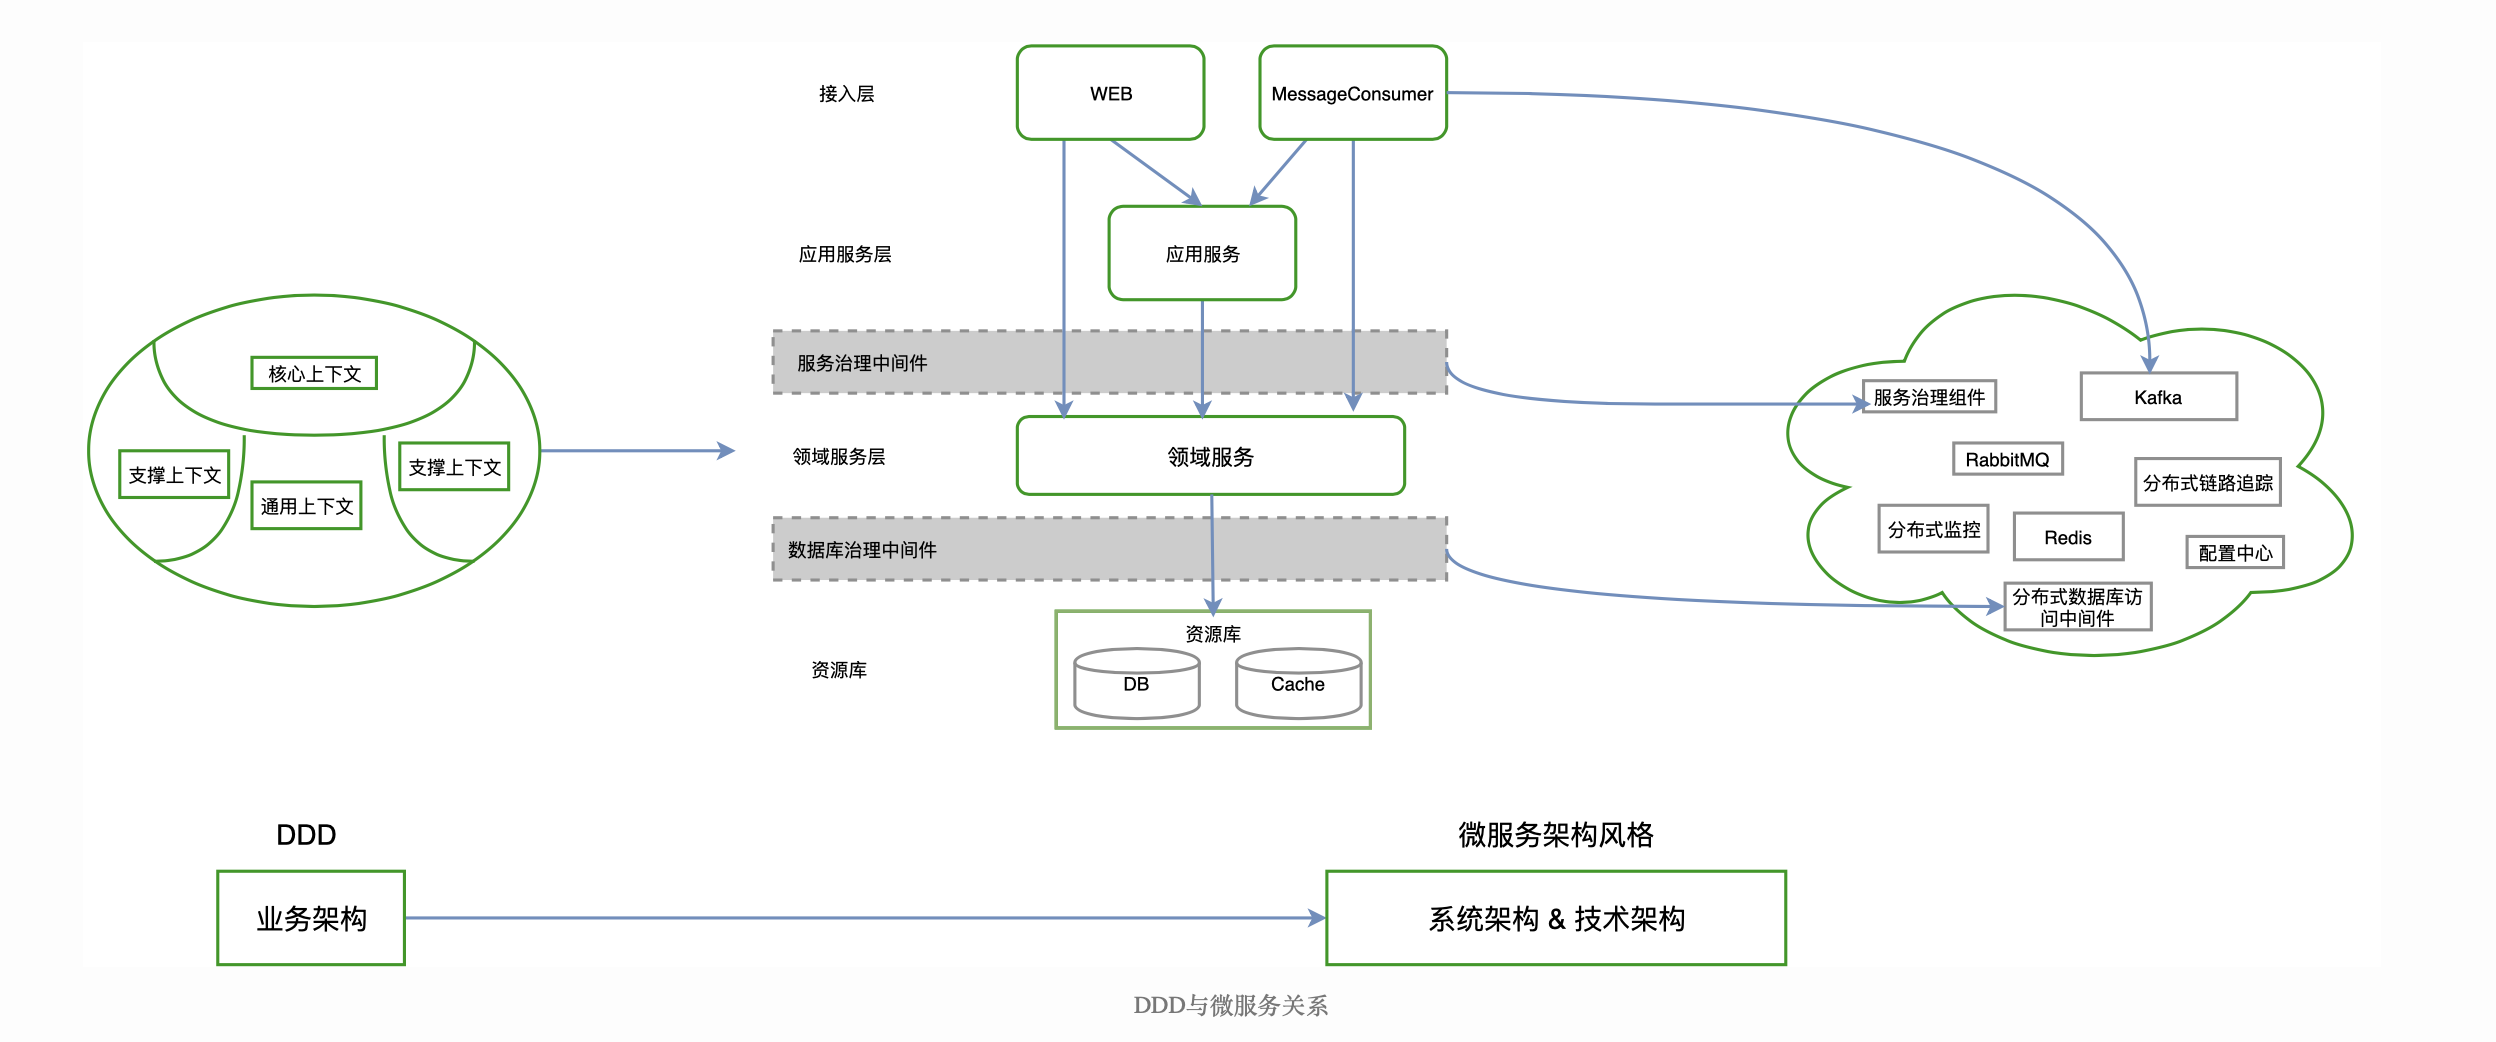 接入层
WEB
MessageConsumer
应用服务层
应用服务
服务治理中间件
领域服务层
领域服务
数据库治理中间件
资源库
资源库
DB
Cache
核心上下文
支撑上下文
支撑上下文
通用上下文
服务治理组件
Kafka
RabbitMQ
分布式链路追踪
分布式监控
Redis
配置中心
分布式数据库访
问中间件
DDD
业务架构
微服务架构风格
系统架构 & 技术架构
DDD与微服务关系